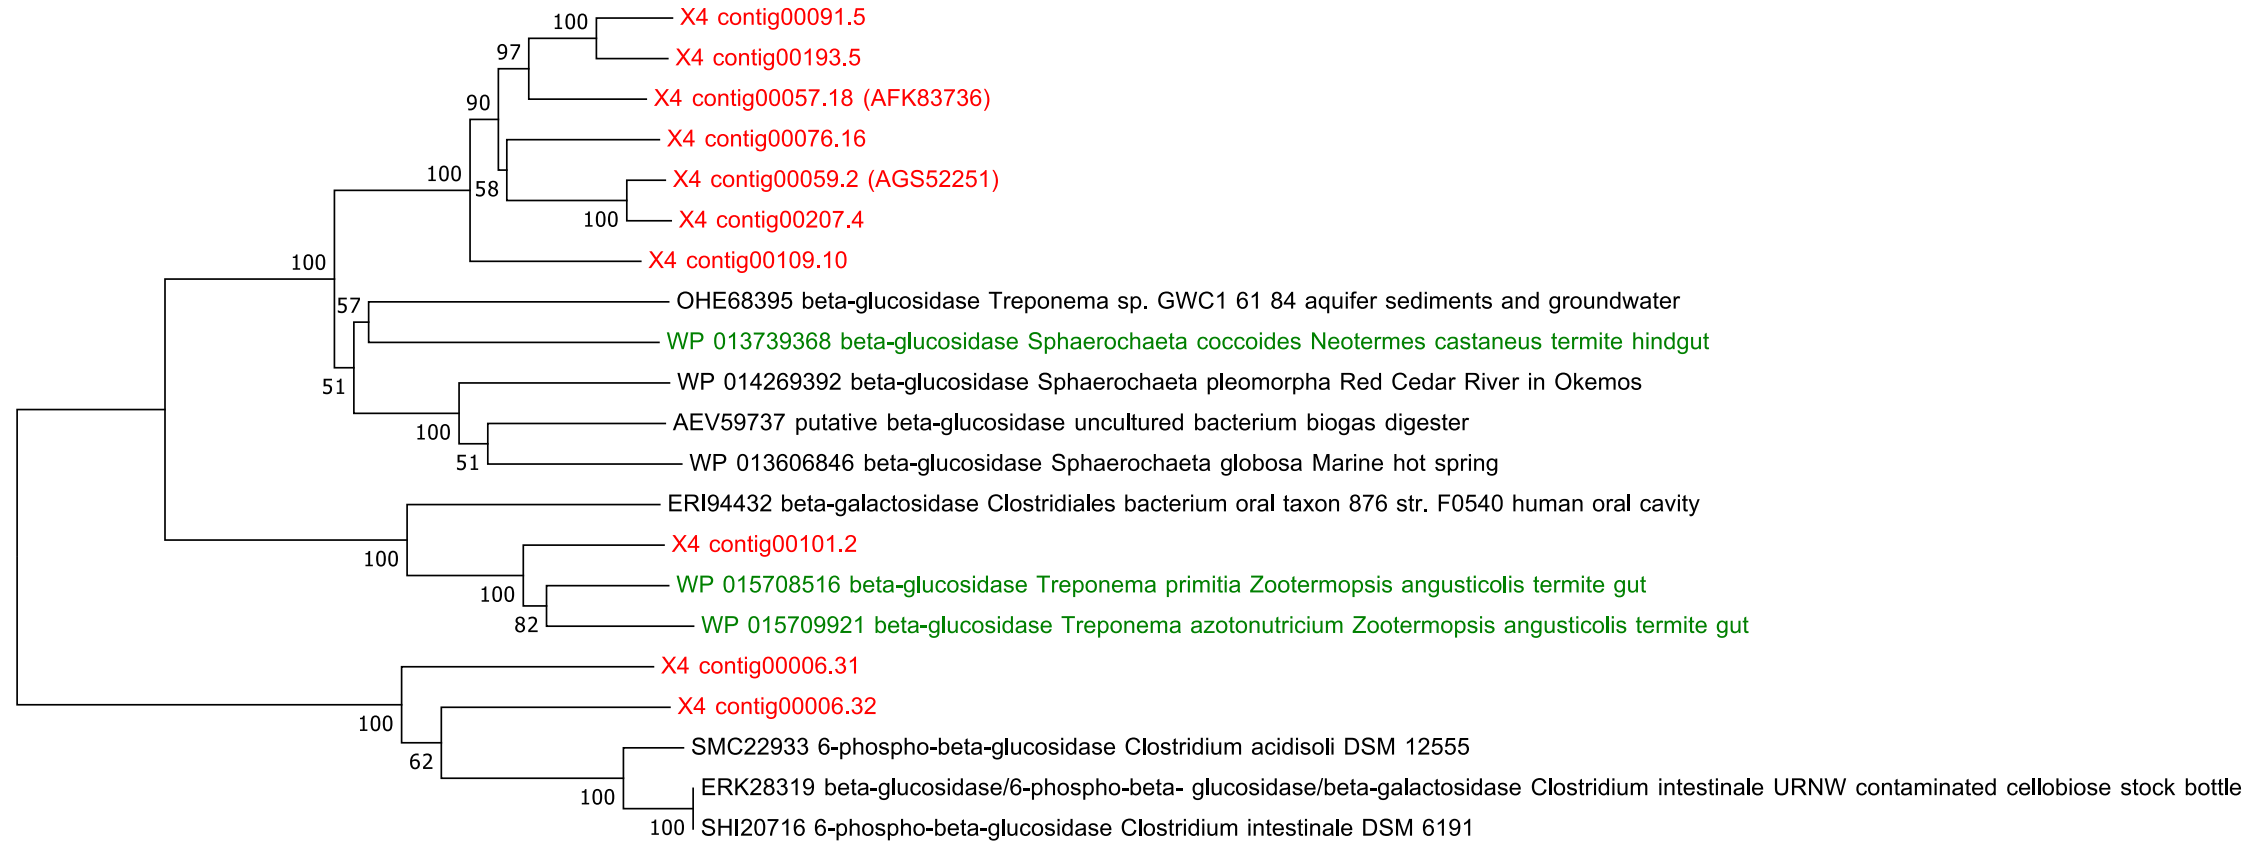 100
X4 contig00091.5
97
X4 contig00193.5
90
X4 contig00057.18 (AFK83736)
X4 contig00076.16
100
58
X4 contig00059.2 (AGS52251)
100
X4 contig00207.4
100
X4 contig00109.10
57
OHE68395 beta-glucosidase Treponema sp. GWC1 61 84 aquifer sediments and groundwater
WP 013739368 beta-glucosidase Sphaerochaeta coccoides Neotermes castaneus termite hindgut
51
WP 014269392 beta-glucosidase Sphaerochaeta pleomorpha Red Cedar River in Okemos
100
AEV59737 putative beta-glucosidase uncultured bacterium biogas digester
51
WP 013606846 beta-glucosidase Sphaerochaeta globosa Marine hot spring
ERI94432 beta-galactosidase Clostridiales bacterium oral taxon 876 str. F0540 human oral cavity
100
X4 contig00101.2
100
WP 015708516 beta-glucosidase Treponema primitia Zootermopsis angusticolis termite gut
82
WP 015709921 beta-glucosidase Treponema azotonutricium Zootermopsis angusticolis termite gut
X4 contig00006.31
100
X4 contig00006.32
62
SMC22933 6-phospho-beta-glucosidase Clostridium acidisoli DSM 12555
100
ERK28319 beta-glucosidase/6-phospho-beta- glucosidase/beta-galactosidase Clostridium intestinale URNW contaminated cellobiose stock bottle
100
SHI20716 6-phospho-beta-glucosidase Clostridium intestinale DSM 6191